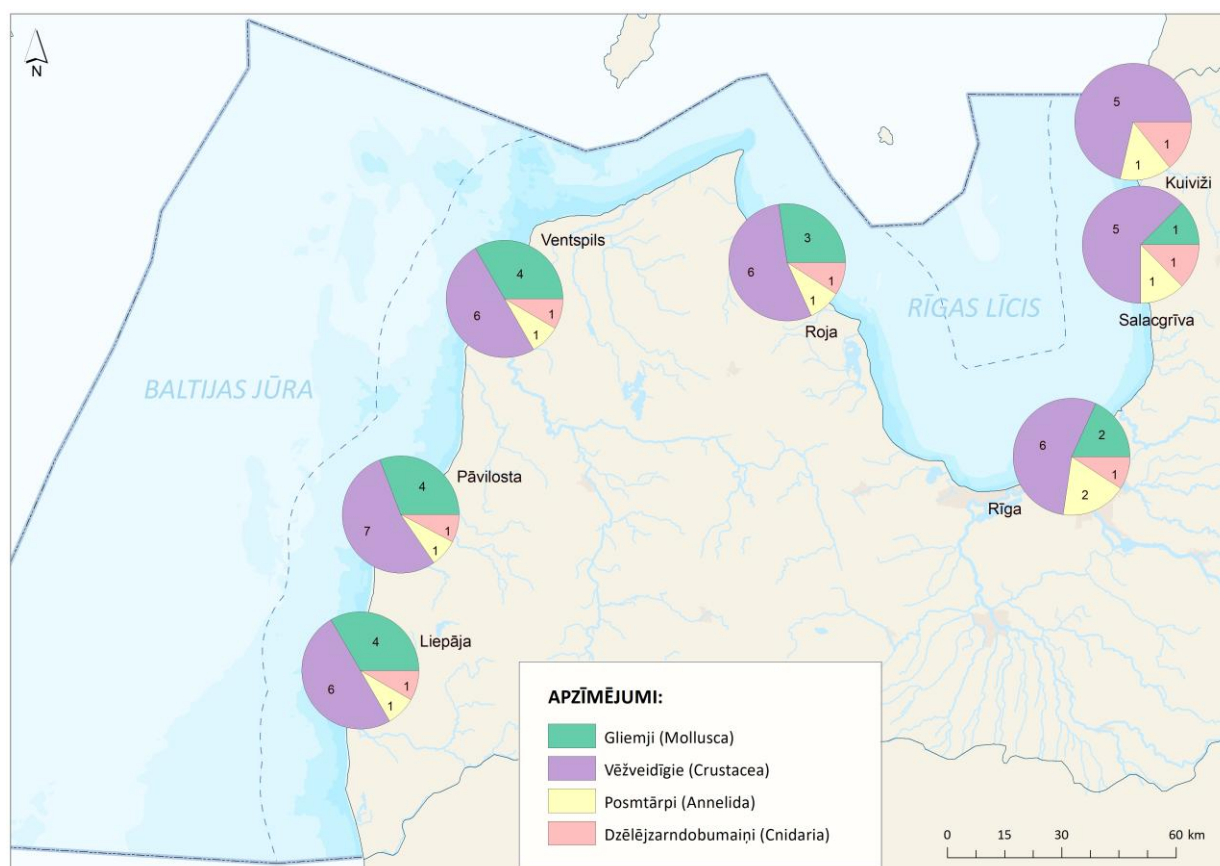 N
5
1
1
Kuiviži
5
1
1
1
Salacgrīva
Ventspils
4
6
1
1
3
6
1
1
Roja
RĪGAS LĪCIS
BALTIJAS JŪRA
6
2
1
2
Rīga
Pāvilosta
4
7
1
1
Liepāja
4
6
1
1
APZĪMĒJUMI:
Gliemji (Mollusca)
Vēžveidīgie (Crustacea)
Posmtārpi (Annelida)
Dzēlējzarndobumaiņi (Cnidaria)
0 15 30 60 km